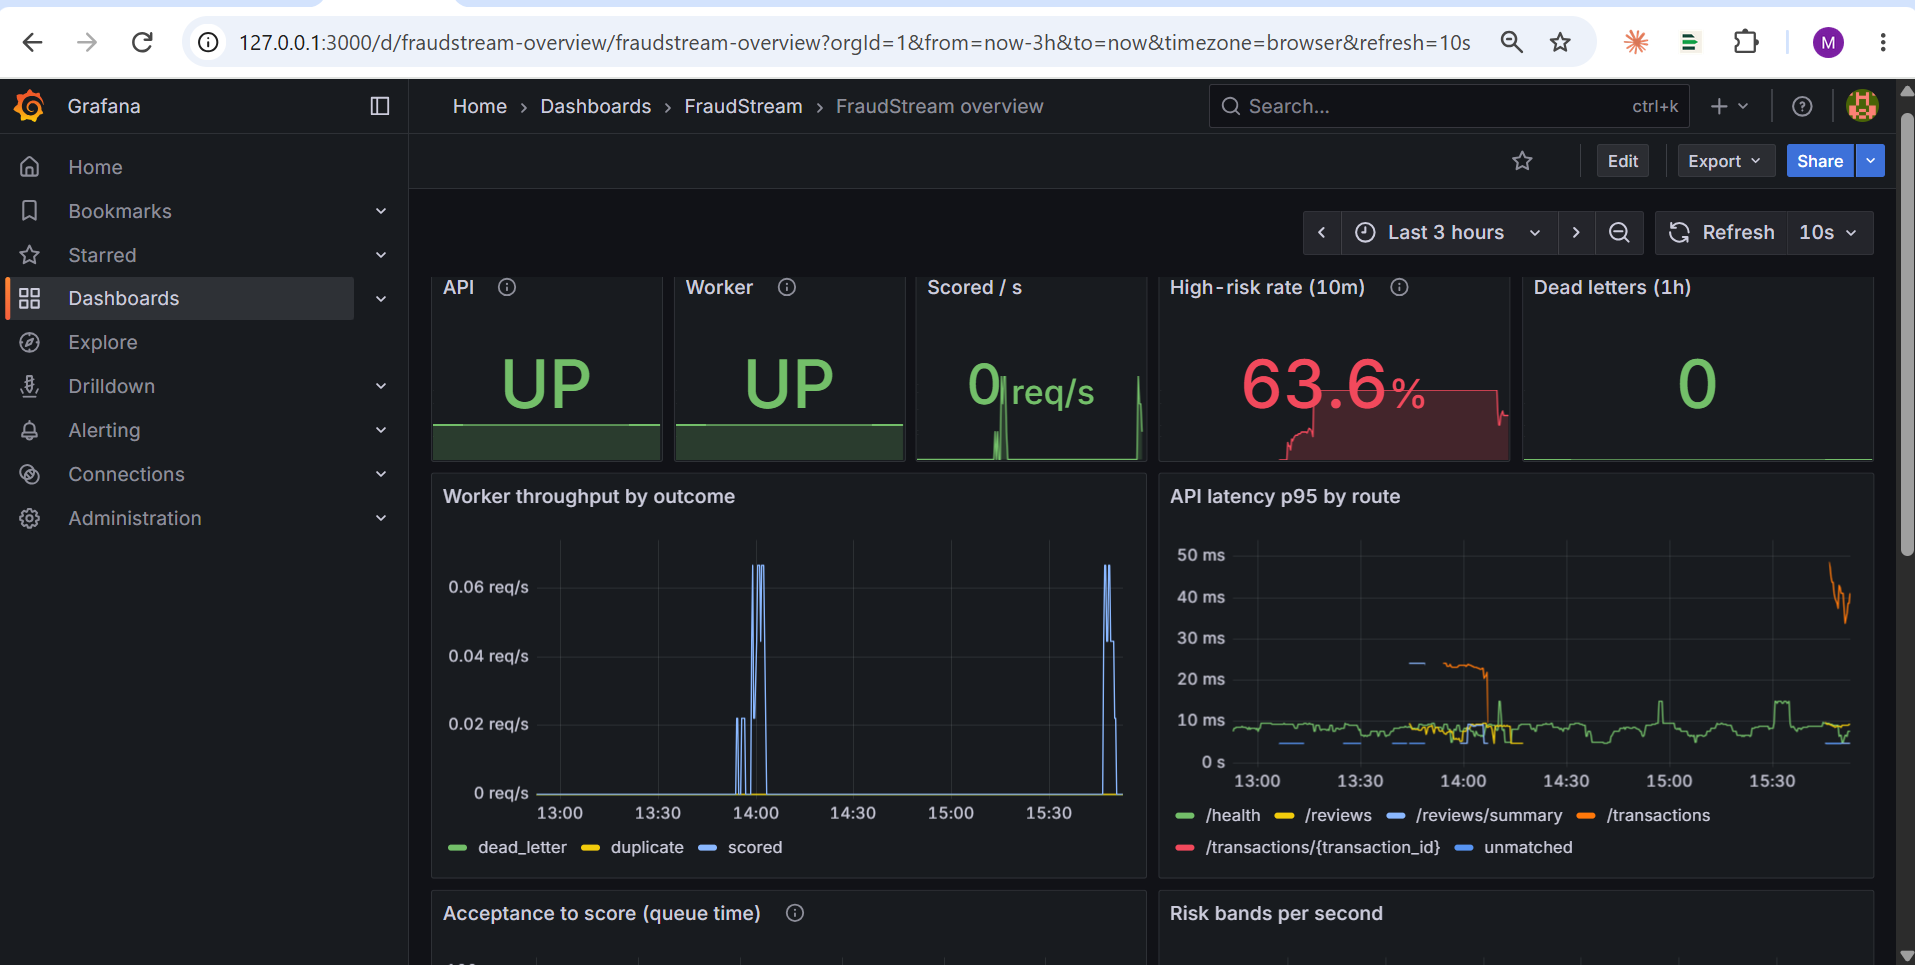 127.0.0.1:3000/d/fraudstream-overview/fraudstream-overview?orgId=1&from=now-3h&to=now&timezone=browser&refresh=10s
M
Grafana
Home › Dashboards › FraudStream › FraudStream overview
Search...
ctrl+k
Home
Bookmarks
Starred
Dashboards
Explore
Drilldown
Alerting
Connections
Administration
Edit
Export
Share
Last 3 hours
Refresh
10s
API
UP
Worker
UP
Scored / s
0 req/s
High-risk rate (10m)
63.6%
Dead letters (1h)
0
Worker throughput by outcome
0.06 req/s
0.04 req/s
0.02 req/s
0 req/s
13:00 13:30 14:00 14:30 15:00 15:30
dead_letter duplicate scored
API latency p95 by route
50 ms
40 ms
30 ms
20 ms
10 ms
0 s
13:00 13:30 14:00 14:30 15:00 15:30
/health /reviews /reviews/summary /transactions
/transactions/{transaction_id} unmatched
Acceptance to score (queue time)
Risk bands per second